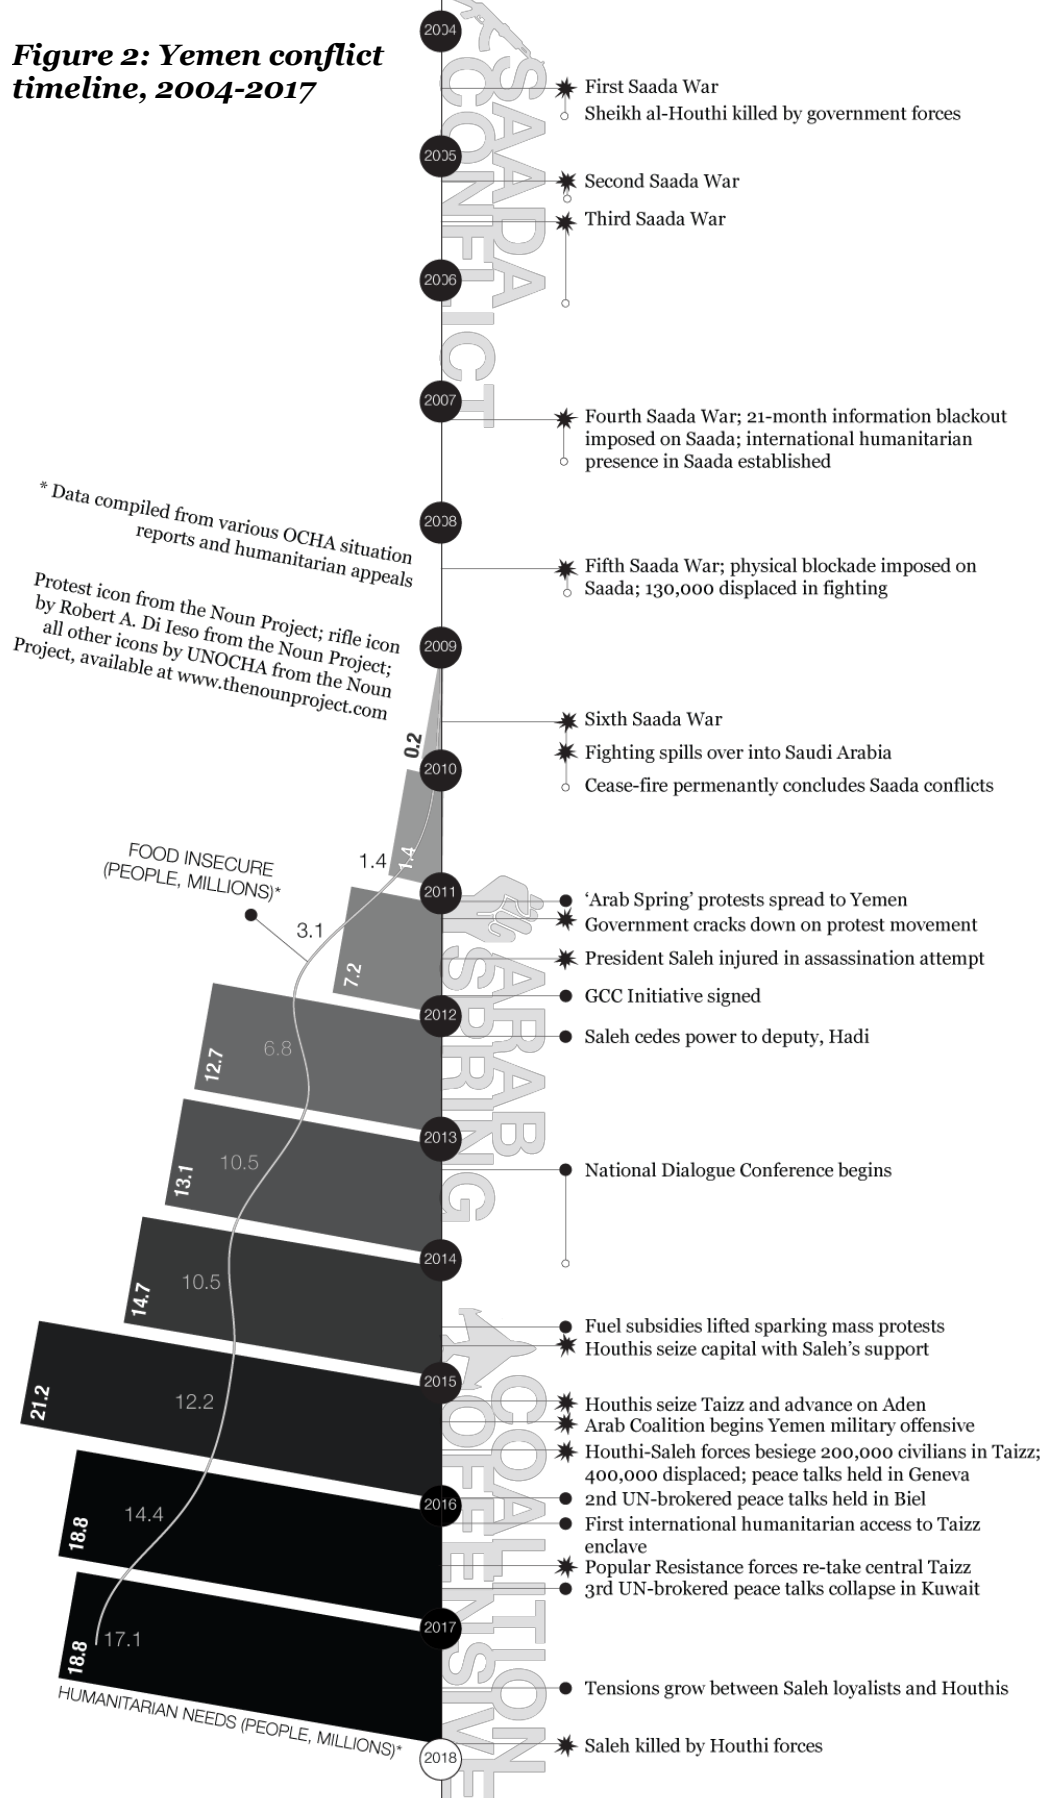 Figure 2: Yemen conflict
timeline, 2004-2017
2004
SAADA
CONFLICT
First Saada War
Sheikh al-Houthi killed by government forces
2005
Second Saada War
Third Saada War
2006
2007
Fourth Saada War; 21-month information blackout
imposed on Saada; international humanitarian
presence in Saada established
* Data compiled from various OCHA situation
reports and humanitarian appeals
2008
Fifth Saada War; physical blockade imposed on
Saada; 130,000 displaced in fighting
Protest icon from the Noun Project; rifle icon
by Robert A. Di Ieso from the Noun Project;
all other icons by UNOCHA from the Noun
Project, available at www.thenounproject.com
2009
Sixth Saada War
0.2
Fighting spills over into Saudi Arabia
2010
Cease-fire permenantly concludes Saada conflicts
FOOD INSECURE
(PEOPLE, MILLIONS)*
1.4
1.4
2011
ARAB
SPRING
'Arab Spring' protests spread to Yemen
Government cracks down on protest movement
3.1
7.2
President Saleh injured in assassination attempt
GCC Initiative signed
2012
Saleh cedes power to deputy, Hadi
6.8
12.7
2013
National Dialogue Conference begins
10.5
13.1
2014
10.5
14.7
Fuel subsidies lifted sparking mass protests
Houthis seize capital with Saleh's support
2015
COALITION
OFFENSIVE
Houthis seize Taizz and advance on Aden
Arab Coalition begins Yemen military offensive
12.2
21.2
Houthi-Saleh forces besiege 200,000 civilians in Taizz;
400,000 displaced; peace talks held in Geneva
2nd UN-brokered peace talks held in Biel
2016
First international humanitarian access to Taizz
enclave
14.4
18.8
Popular Resistance forces re-take central Taizz
3rd UN-brokered peace talks collapse in Kuwait
2017
17.1
18.8
Tensions grow between Saleh loyalists and Houthis
HUMANITARIAN NEEDS (PEOPLE, MILLIONS)*
Saleh killed by Houthi forces
2018